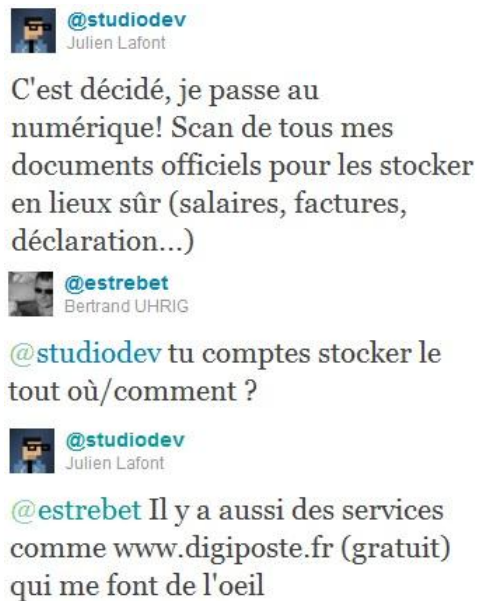 @studiodev
Julien Lafont
C'est décidé, je passe au
numérique! Scan de tous mes
documents officiels pour les stocker
en lieux sûr (salaires, factures,
déclaration...)
@estrebet
Bertrand UHRIG
@studiodev tu comptes stocker le
tout où/comment ?
@studiodev
Julien Lafont
@estrebet Il y a aussi des services
comme www.digiposte.fr (gratuit)
qui me font de l'oeil